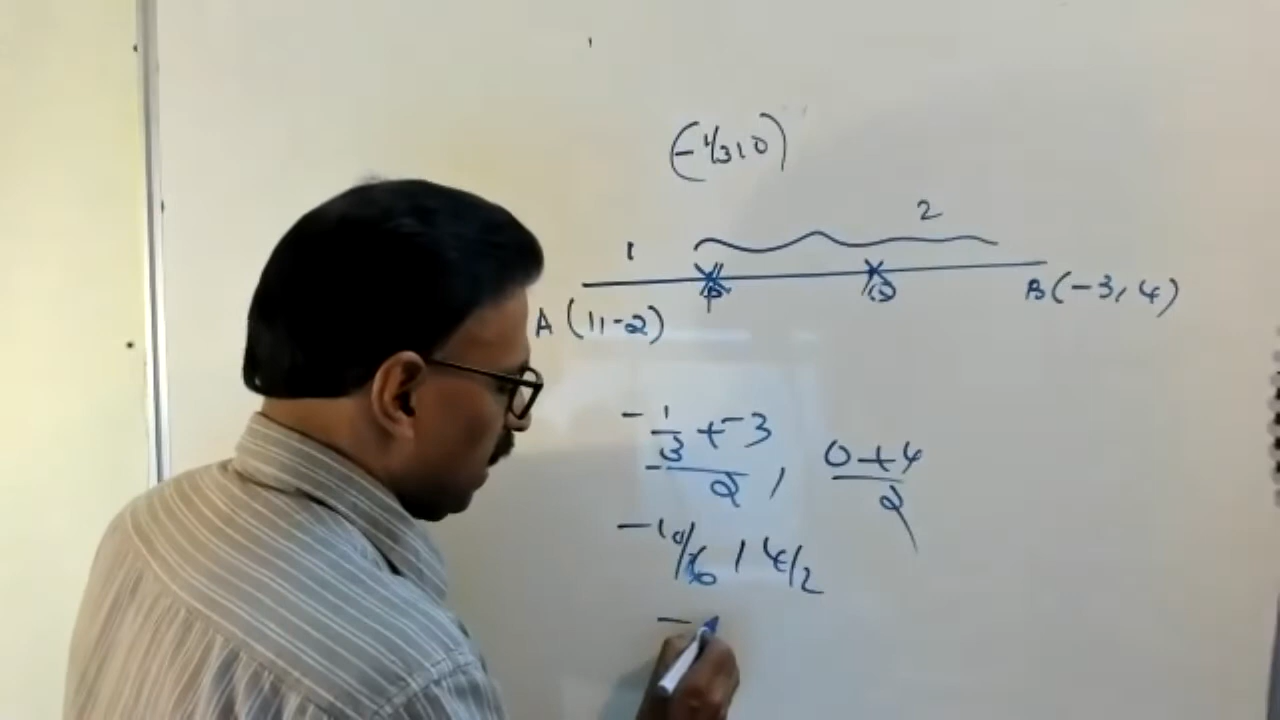 (-1/3, 0)
1 2
P Q
A (1, -2) B (-3, 4)
- 1/3 + -3 / 2 , 0 + 4 / 2
-10/6 , 4/2
-